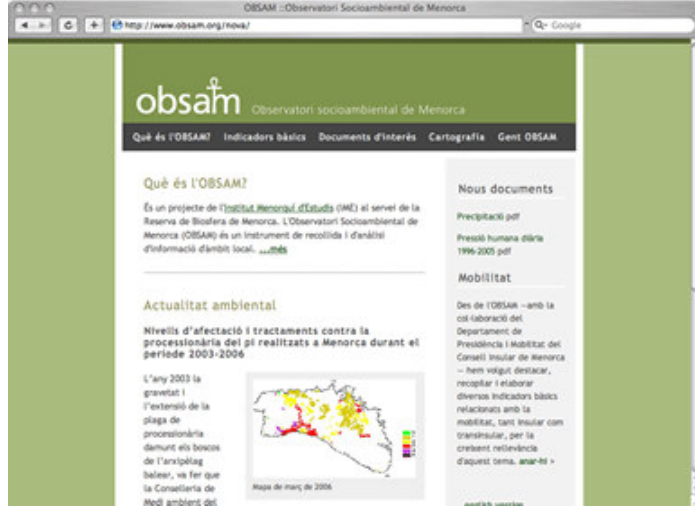 OBSAM ::Observatori Socioambiental de Menorca
http://www.obsam.org/nova/
Google
obsam Observatori socioambiental de Menorca
Què és l'OBSAM? Indicadors bàsics Documents d'interès Cartografia Gent OBSAM
Què és l'OBSAM?
És un projecte de l'Institut Menorquí d'Estudis (IME) al servei de la
Reserva de Biosfera de Menorca. L'Observatori Socioambiental de
Menorca (OBSAM) és un instrument de recollida i d'anàlisi
d'informació d'àmbit local. ...més
Actualitat ambiental
Nivells d'afectació i tractaments contra la
processionària del pi realitzats a Menorca durant el
període 2003-2006
L'any 2003 la
gravetat i
l'extensió de la
plaga de
processionària
damunt els boscos
de l'arxipèlag
balear, va fer que
la Conselleria de
Medi ambient del
Mapa de març de 2006
Nous documents
Precipitació pdf
Pressió humana diària
1996-2005 pdf
Mobilitat
Des de l'OBSAM —amb la
col·laboració del
Departament de
Presidència i Mobilitat del
Consell Insular de Menorca
— hem volgut destacar,
recopilar i elaborar
diversos indicadors bàsics
relacionats amb la
mobilitat, tant insular com
transinsular, per la
creixent rellevància
d'aquest tema. anar-hi »
english version